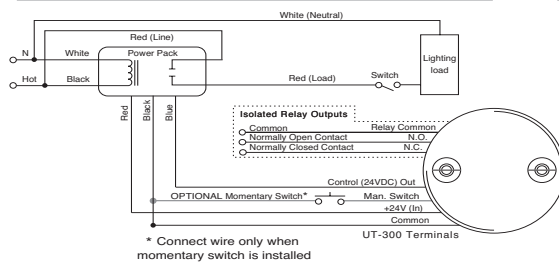 White (Neutral)
Red (Line)
N
White
Power Pack
Lighting
load
Hot
Black
Red (Load)
Switch
Red
Black
Blue
Isolated Relay Outputs
Common
Relay Common
Normally Open Contact
N.O.
Normally Closed Contact
N.C.
Control (24VDC) Out
OPTIONAL Momentary Switch*
Man. Switch
+24V (In)
Common
UT-300 Terminals
* Connect wire only when
momentary switch is installed